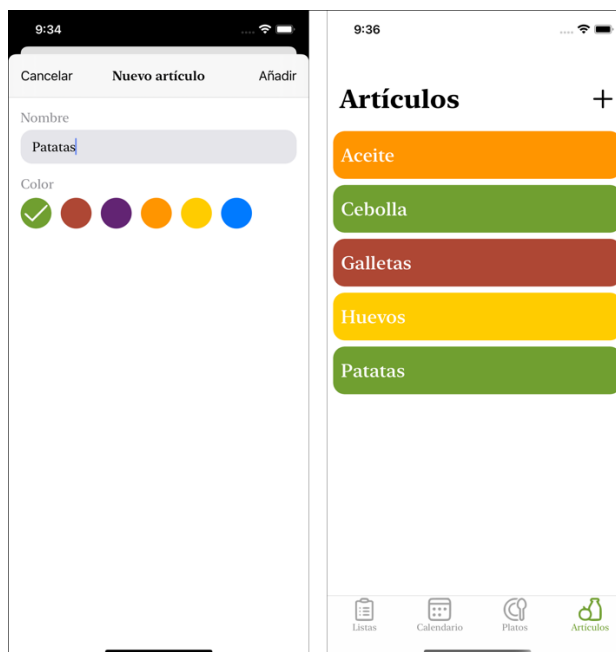 9:34
Cancelar Nuevo artículo Añadir
Nombre
Patatas
Color
9:36
Artículos +
Aceite
Cebolla
Galletas
Huevos
Patatas
Listas Calendario Platos Artículos